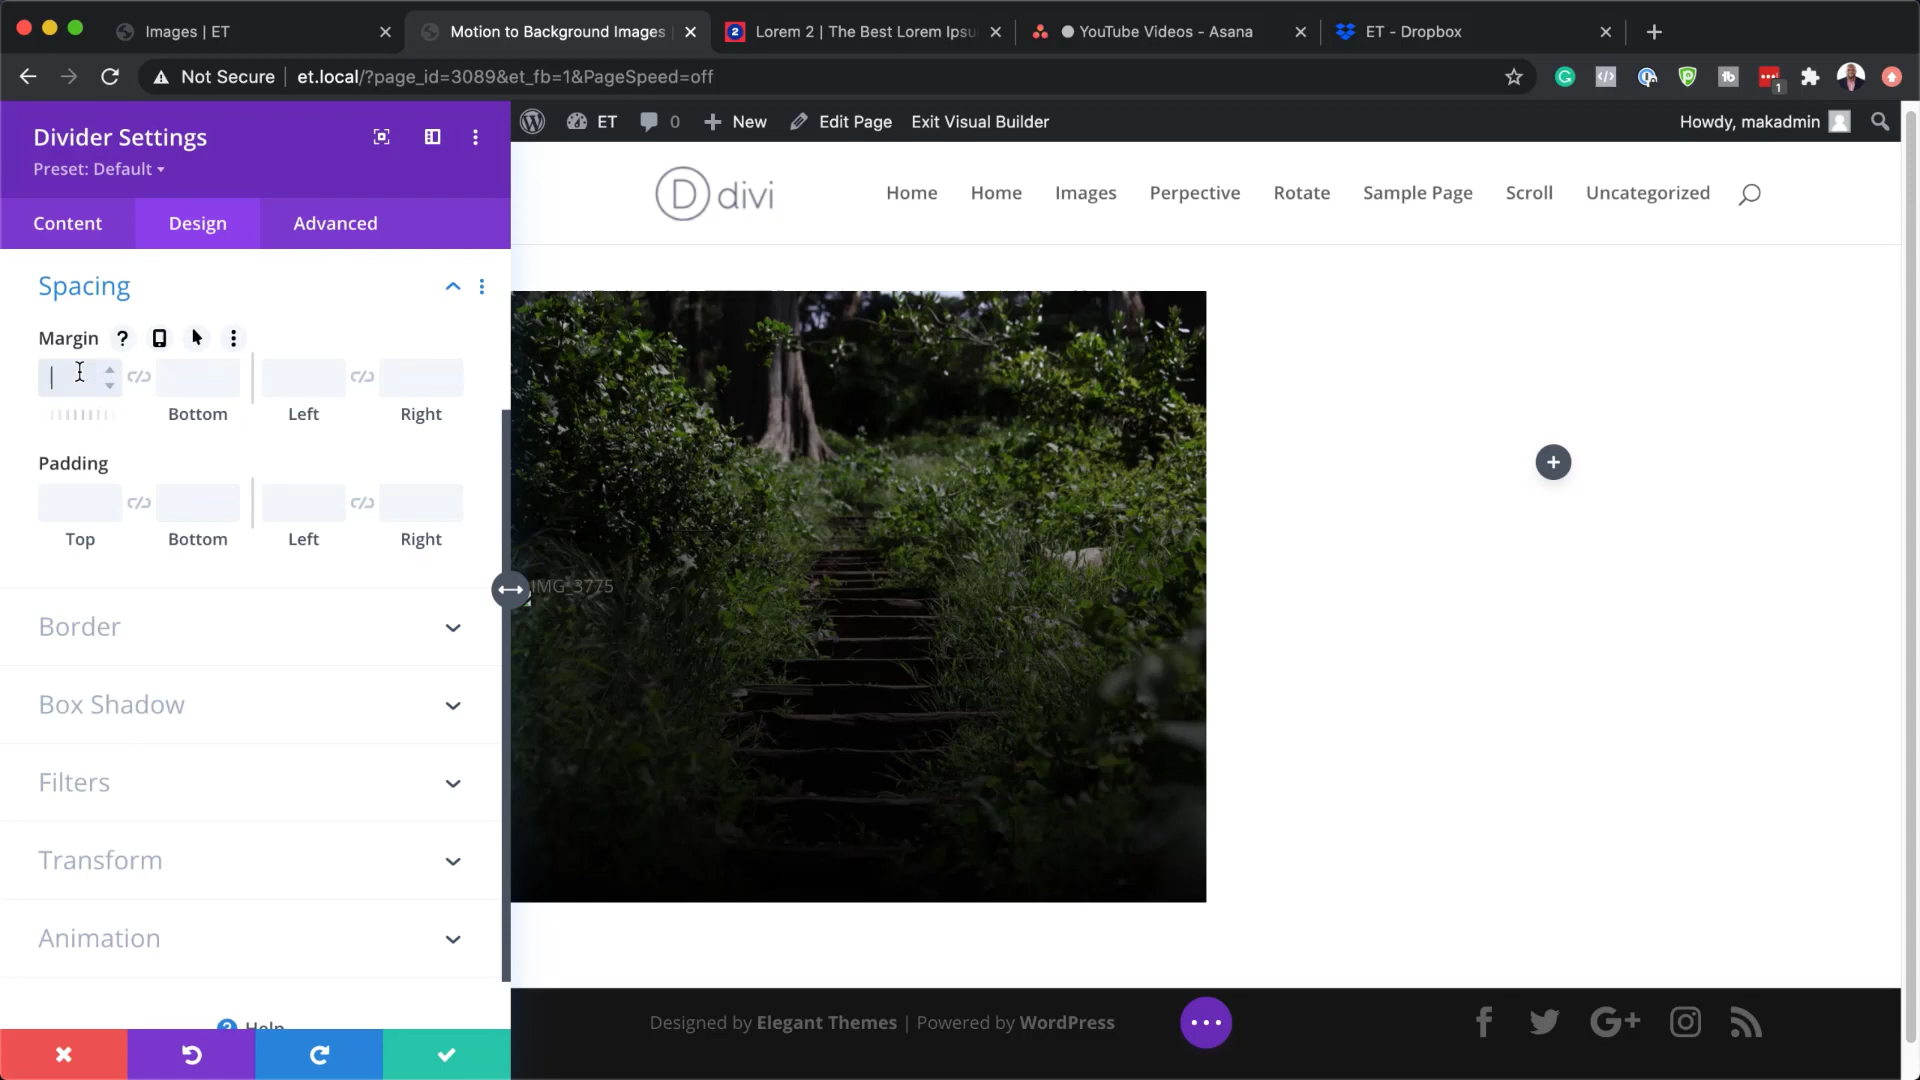 Images | ET
Motion to Background Images
2 Lorem 2 | The Best Lorem Ipsu
YouTube Videos - Asana
ET - Dropbox
Not Secure | et.local/?page_id=3089&et_fb=1&PageSpeed=off
tb
1
Divider Settings
Preset: Default
Content
Design
Advanced
Spacing
Margin ?
Bottom
Left
Right
Padding
Top
Bottom
Left
Right
Border
Box Shadow
Filters
Transform
Animation
? Help
ET
0
New
Edit Page
Exit Visual Builder
Howdy, makadmin
D divi
Home
Home
Images
Perpective
Rotate
Sample Page
Scroll
Uncategorized
IMG_3775
Designed by Elegant Themes | Powered by WordPress
G+